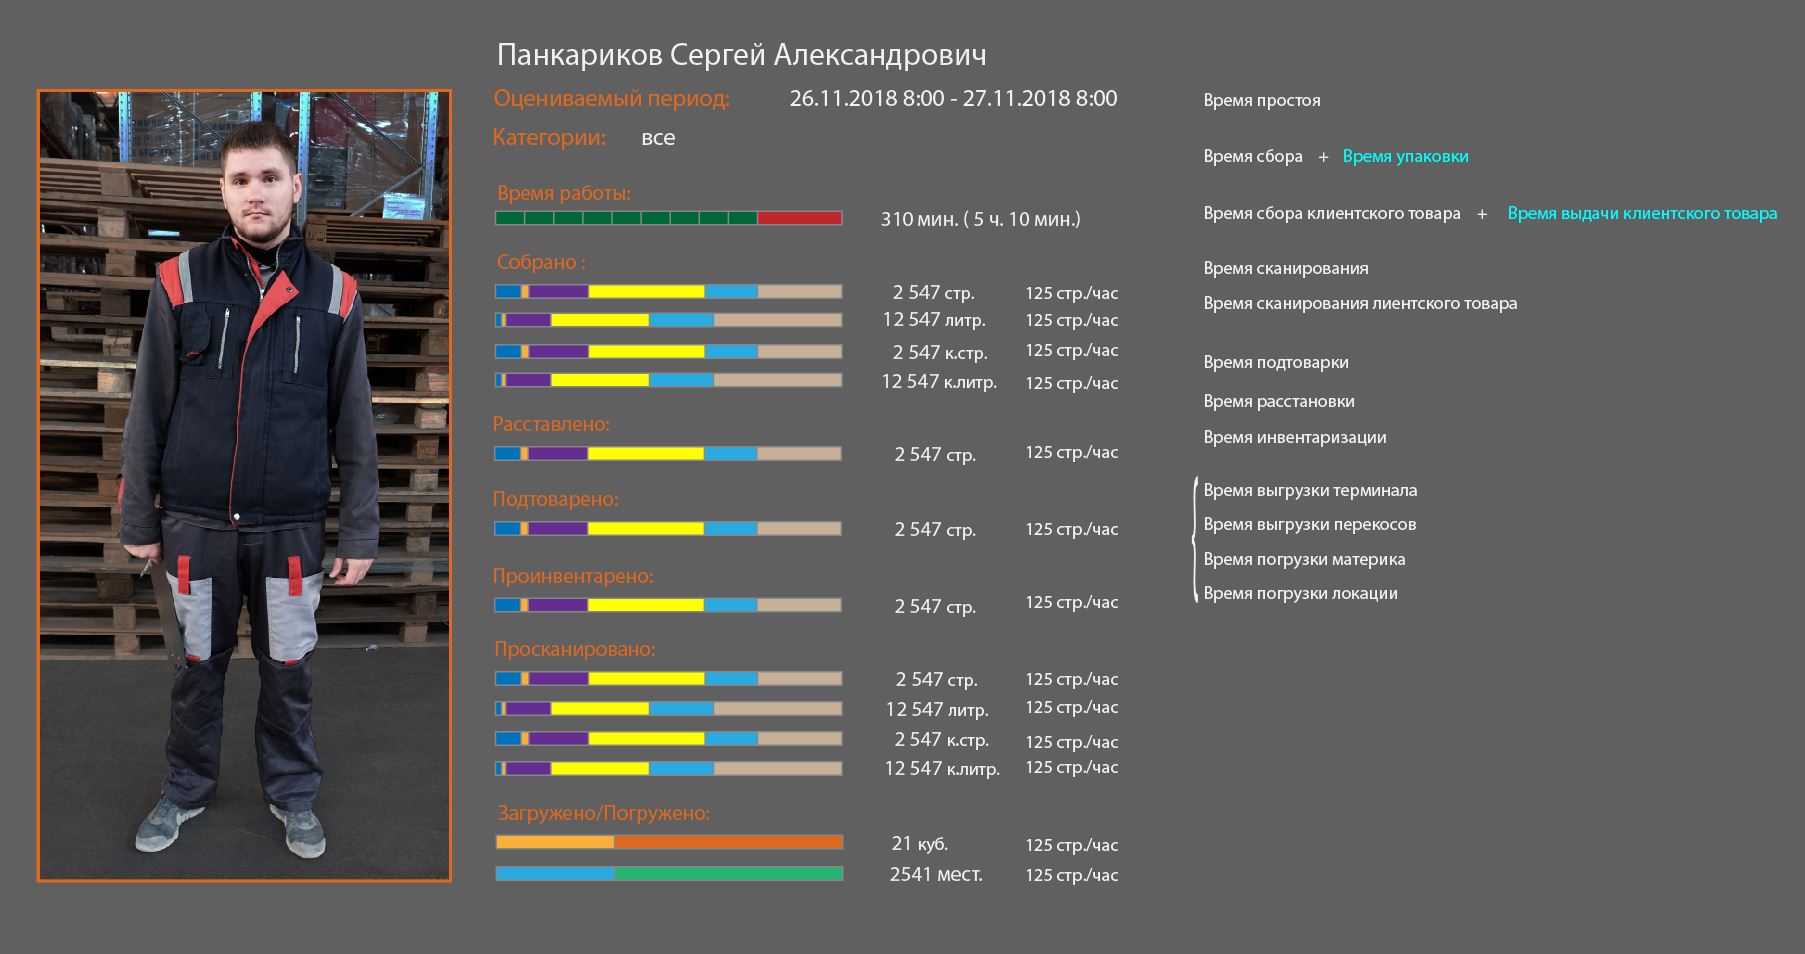 Панкариков Сергей Александрович
Оцениваемый период: 26.11.2018 8:00 - 27.11.2018 8:00
Категории: все
Время работы:
310 мин. ( 5 ч. 10 мин.)
Собрано :
2 547 стр. 125 стр./час
12 547 литр. 125 стр./час
2 547 к.стр. 125 стр./час
12 547 к.литр. 125 стр./час
Расставлено:
2 547 стр. 125 стр./час
Подтоварено:
2 547 стр. 125 стр./час
Проинвентарено:
2 547 стр. 125 стр./час
Просканировано:
2 547 стр. 125 стр./час
12 547 литр. 125 стр./час
2 547 к.стр. 125 стр./час
12 547 к.литр. 125 стр./час
Загружено/Погружено:
21 куб. 125 стр./час
2541 мест. 125 стр./час
Время простоя
Время сбора + Время упаковки
Время сбора клиентского товара + Время выдачи клиентского товара
Время сканирования
Время сканирования лиентского товара
Время подтоварки
Время расстановки
Время инвентаризации
Время выгрузки терминала
Время выгрузки перекосов
Время погрузки материка
Время погрузки локации